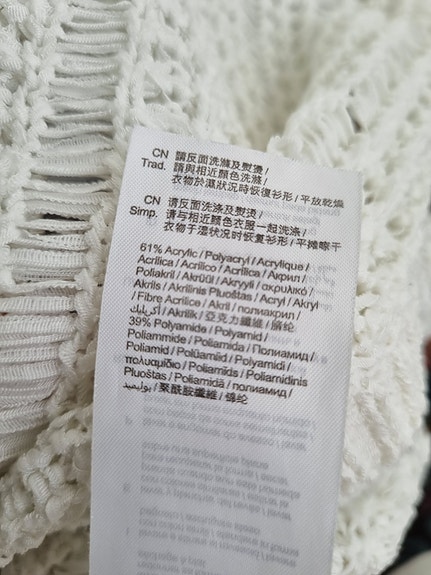 CN 請反面洗滌及熨燙 /
Trad. 請與相近顏色洗滌 /
衣物於濕狀況時恢復衫形 / 平放乾燥
CN 请反面洗涤及熨烫 /
Simp. 请与相近颜色衣服一起洗涤 /
衣物于湿状况时恢复衫形 / 平摊晾干
61% Acrylic / Polyacryl / Acrylique /
Acrílica / Acrilico / Acrílica / Акрил /
Poliakril / Akrüül / Akryyli / ακρυλικό /
Akrils / Akrilinis Pluoštas / Acryl / Akryl
/ Fibre Acrilice / Akril / полиакрил /
أكريليك / Akrilik / 亞克力纖維 / 腈纶
39% Polyamide / Polyamid /
Poliammide / Poliamida / Полиамид /
Poliamid / Polüamiid / Polyamidi /
πολυαμίδιο / Poliamīds / Poliamidinis
Pluoštas / Poliamidă / полиамид /
بولياميد / 聚酰胺纖維 / 锦纶